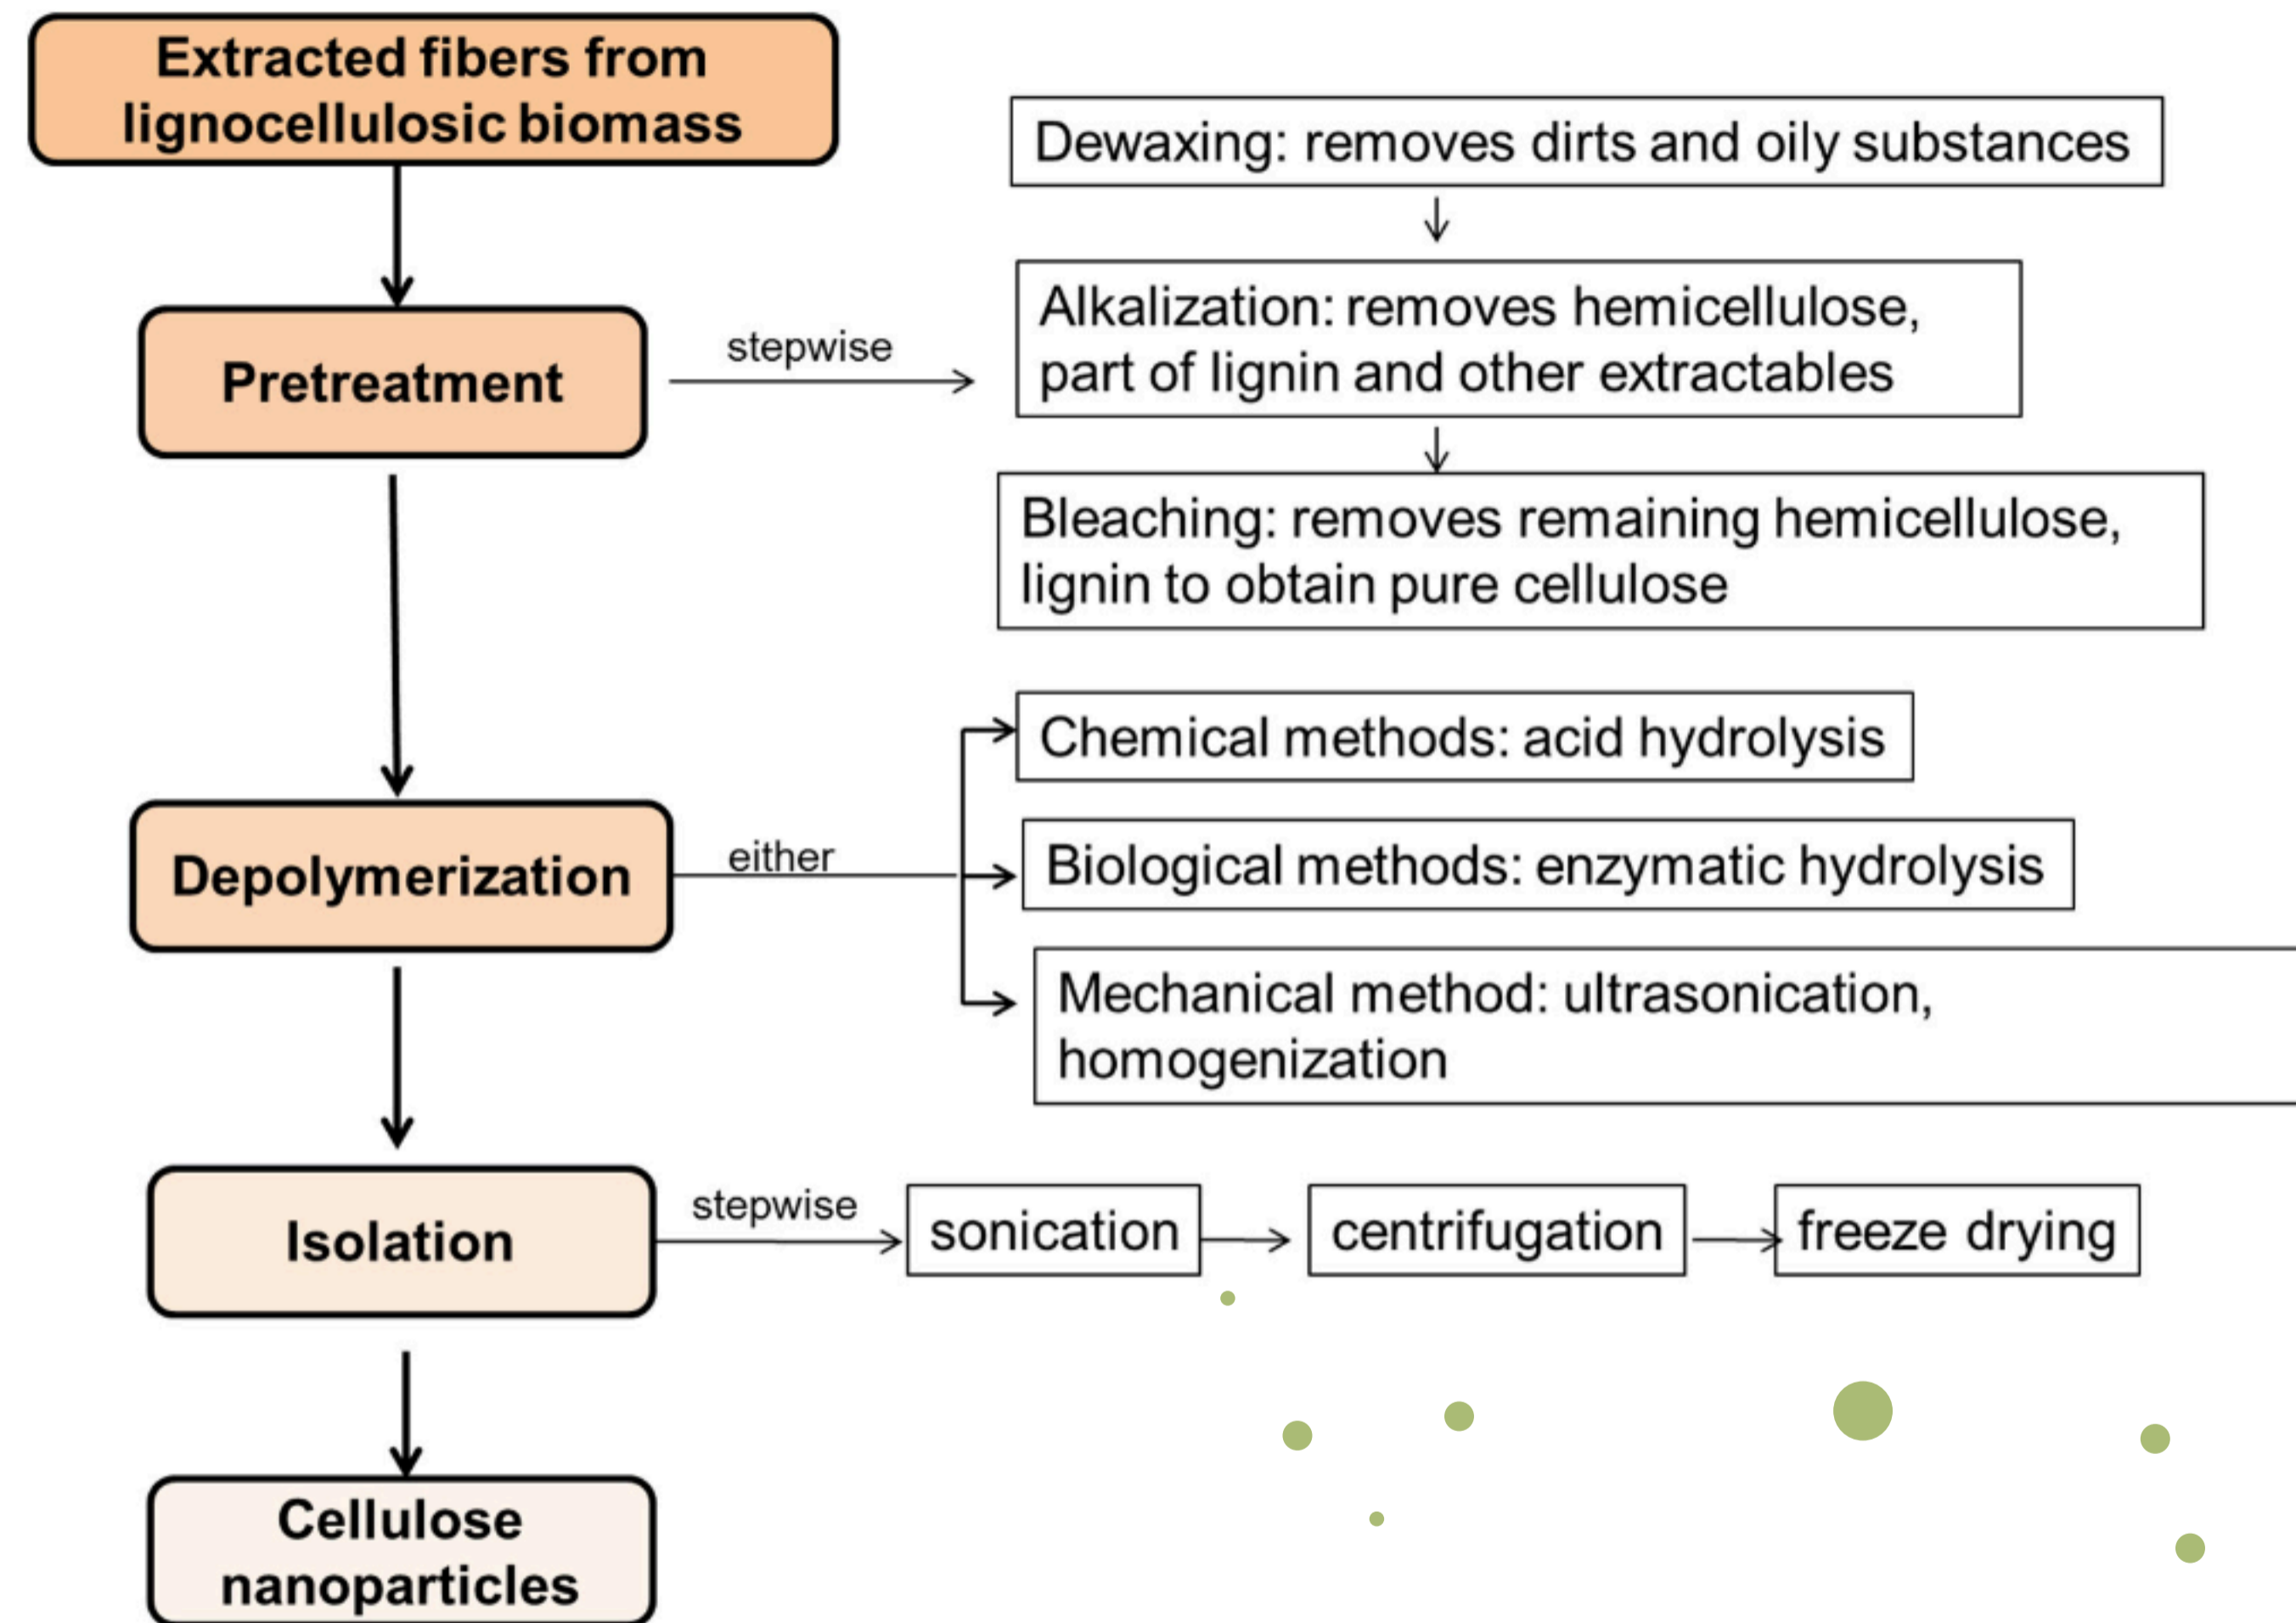 Extracted fibers from
lignocellulosic biomass
Dewaxing: removes dirts and oily substances
Pretreatment
stepwise
Alkalization: removes hemicellulose,
part of lignin and other extractables
Bleaching: removes remaining hemicellulose,
lignin to obtain pure cellulose
Depolymerization
either
Chemical methods: acid hydrolysis
Biological methods: enzymatic hydrolysis
Mechanical method: ultrasonication,
homogenization
Isolation
stepwise
sonication
centrifugation
freeze drying
Cellulose
nanoparticles